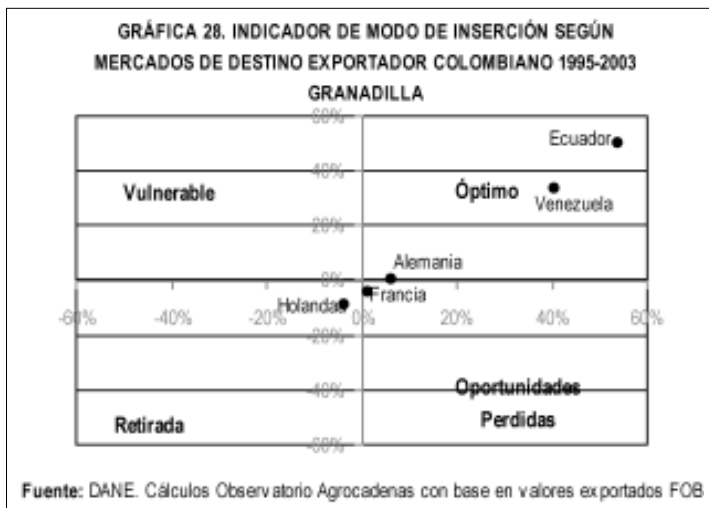 GRÁFICA 28. INDICADOR DE MODO DE INSERCIÓN SEGÚN
MERCADOS DE DESTINO EXPORTADOR COLOMBIANO 1995-2003
GRANADILLA
60%
Ecuador
40%
Vulnerable
Óptimo
Venezuela
20%
Alemania
0%
Francia
Holanda
-60%
-40%
-20%
0%
20%
40%
60%
-20%
-40%
Oportunidades
Perdidas
Retirada
-60%
Fuente: DANE. Cálculos Observatorio Agrocadenas con base en valores exportados FOB